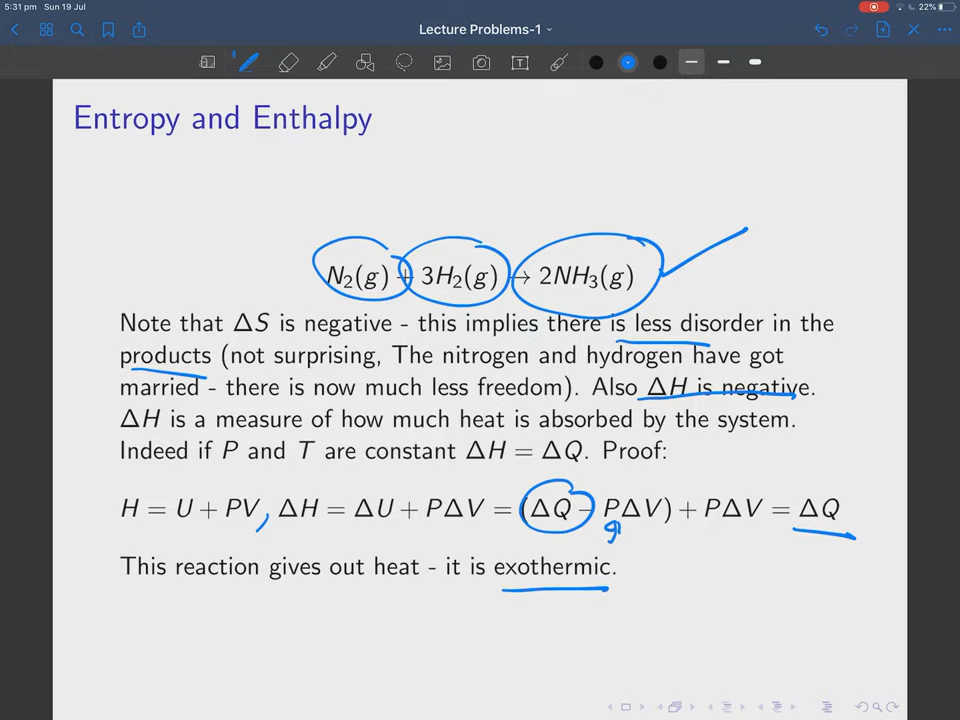 5:31 pm Sun 19 Jul
22%
Lecture Problems-1
Entropy and Enthalpy
N₂(g) + 3H₂(g) → 2NH₃(g)
Note that ΔS is negative - this implies there is less disorder in the
products (not surprising, The nitrogen and hydrogen have got
married - there is now much less freedom). Also ΔH is negative.
ΔH is a measure of how much heat is absorbed by the system.
Indeed if P and T are constant ΔH = ΔQ. Proof:
H = U + PV, ΔH = ΔU + PΔV = (ΔQ − PΔV) + PΔV = ΔQ
This reaction gives out heat - it is exothermic.